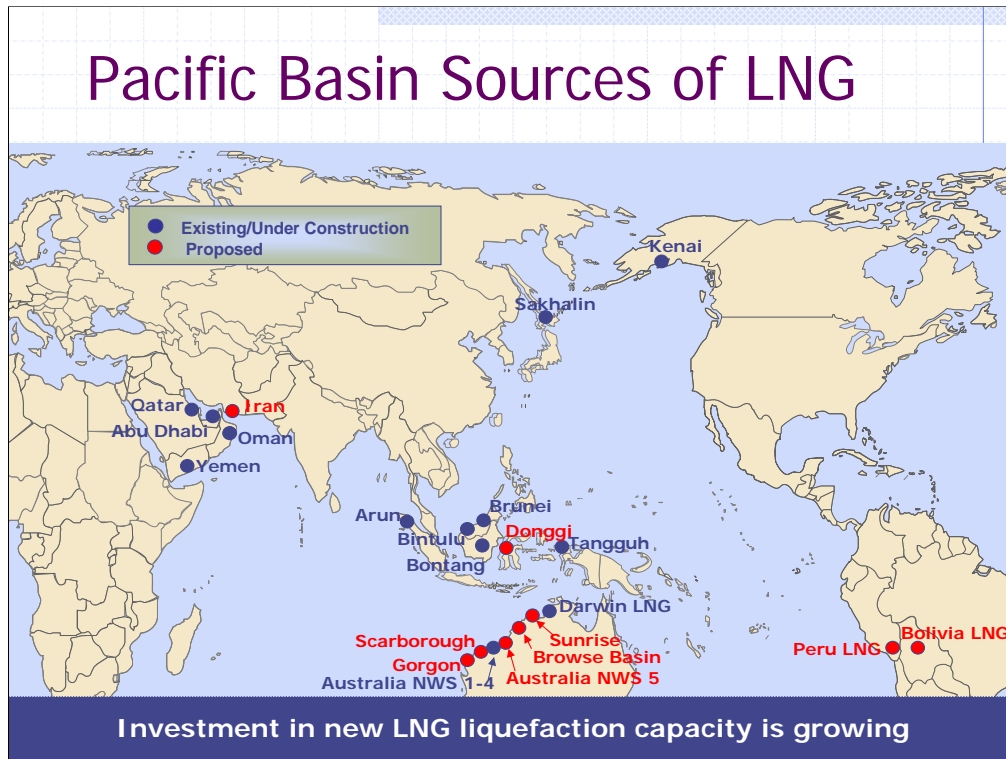 Pacific Basin Sources of LNG
Existing/Under Construction
Proposed
Kenai
Sakhalin
Qatar
Iran
Abu Dhabi
Oman
Yemen
Arun
Brunei
Bintulu
Donggi
Tangguh
Bontang
Darwin LNG
Scarborough
Sunrise
Gorgon
Browse Basin
Australia NWS 1-4
Australia NWS 5
Peru LNG
Bolivia LNG
Investment in new LNG liquefaction capacity is growing